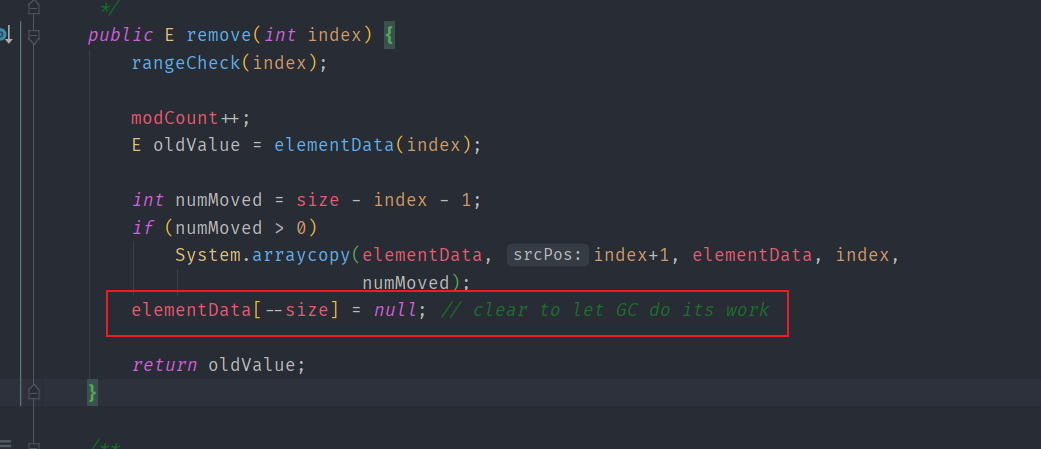 */
public E remove(int index) {
rangeCheck(index);
modCount++;
E oldValue = elementData(index);
int numMoved = size - index - 1;
if (numMoved > 0)
System.arraycopy(elementData, srcPos: index+1, elementData, index,
numMoved);
elementData[--size] = null; // clear to let GC do its work
return oldValue;
}
/**